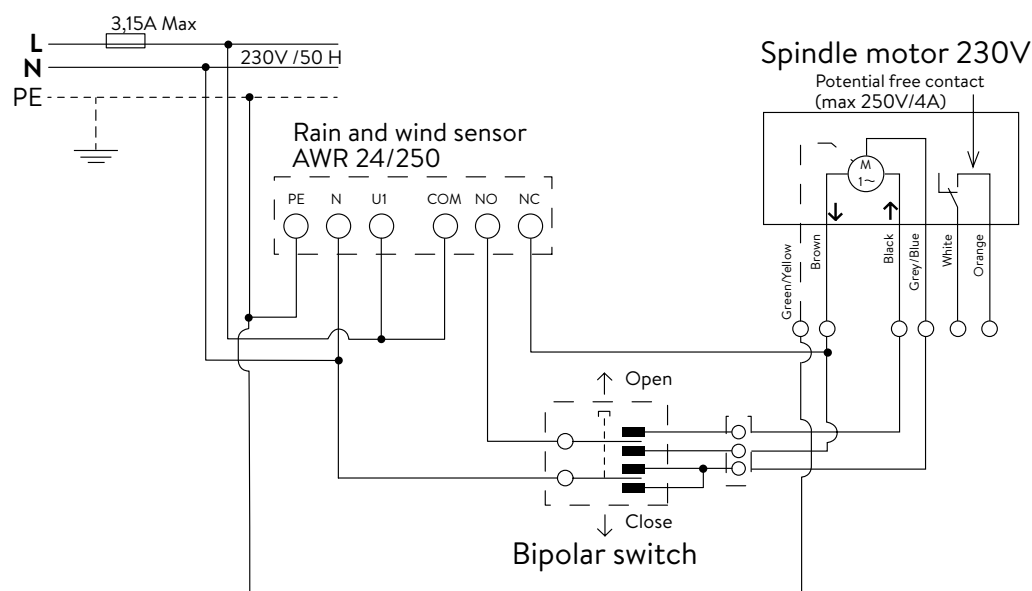 3,15A Max
L
230V /50 H
N
PE
Spindle motor 230V
Potential free contact
(max 250V/4A)
Rain and wind sensor
AWR 24/250
PE N U1 COM NO NC
M
1~
Green/Yellow
Brown
Black
Grey/Blue
White
Orange
Open
Close
Bipolar switch